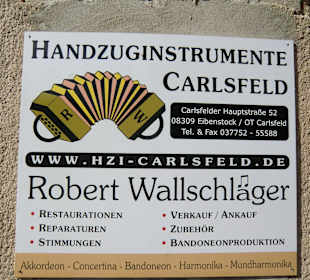 HANDZUGINSTRUMENTE
CARLSFELD
R W
Carlsfelder Hauptstraße 52
08309 Eibenstock / OT Carlsfeld
Tel. & Fax 037752 - 55588
WWW.HZI-CARLSFELD.DE
Robert Wallschläger
• RESTAURATIONEN • VERKAUF / ANKAUF
• REPARATUREN • ZUBEHÖR
• STIMMUNGEN • BANDONEONPRODUKTION
Akkordeon - Concertina - Bandoneon - Harmonika - Mundharmonika